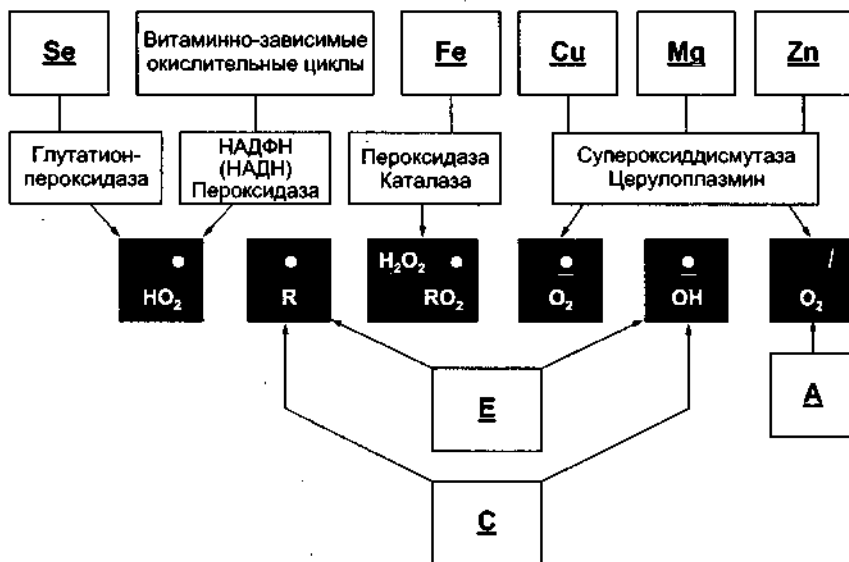 Se
Витаминно-зависимые
окислительные циклы
Fe
Cu
Mg
Zn
Глутатион-
пероксидаза
НАДФН
(НАДН)
Пероксидаза
Пероксидаза
Каталаза
Супероксиддисмутаза
Церулоплазмин
HO₂
R
H₂O₂
RO₂
O₂
OH
O₂
E
A
C